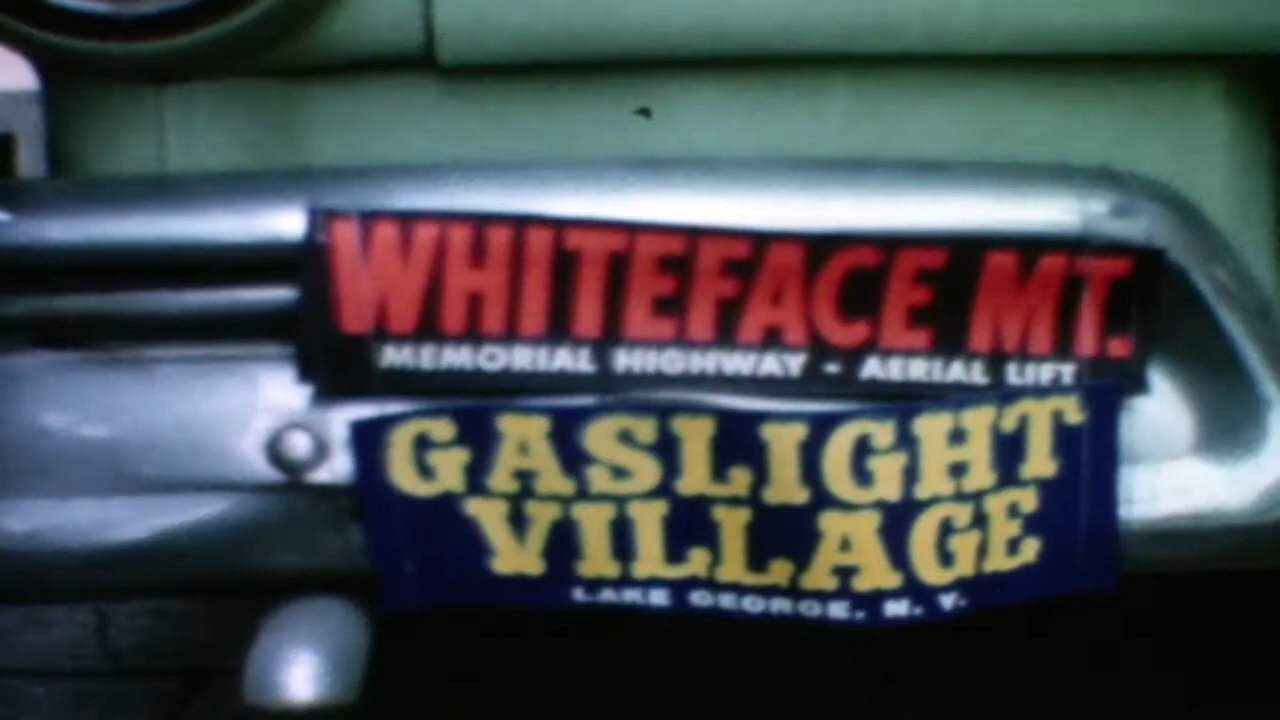 WHITEFACE MT.
MEMORIAL HIGHWAY - AERIAL LIFT
GASLIGHT
VILLAGE
LAKE GEORGE, N. Y.